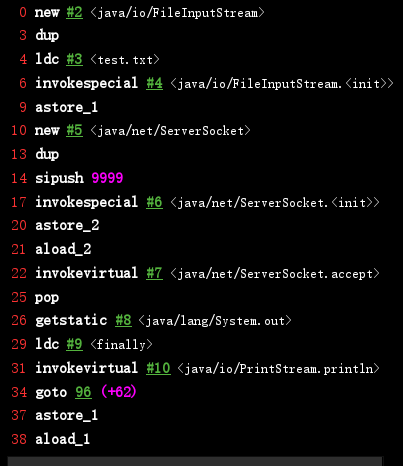 0 new #2 <java/io/FileInputStream>
3 dup
4 ldc #3 <test.txt>
6 invokespecial #4 <java/io/FileInputStream.<init>>
9 astore_1
10 new #5 <java/net/ServerSocket>
13 dup
14 sipush 9999
17 invokespecial #6 <java/net/ServerSocket.<init>>
20 astore_2
21 aload_2
22 invokevirtual #7 <java/net/ServerSocket.accept>
25 pop
26 getstatic #8 <java/lang/System.out>
29 ldc #9 <finally>
31 invokevirtual #10 <java/io/PrintStream.println>
34 goto 96 (+62)
37 astore_1
38 aload_1